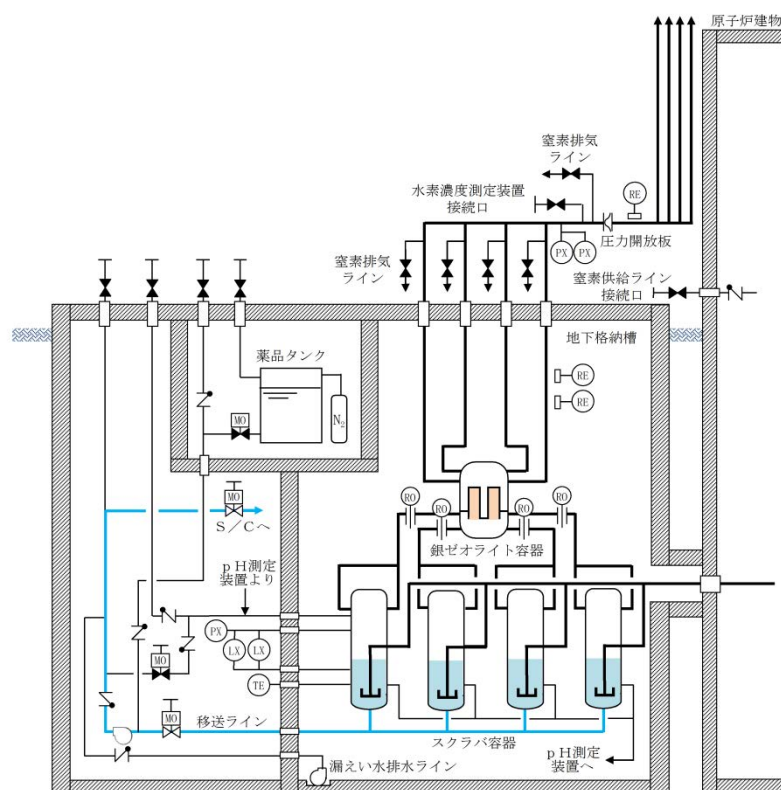 原子炉建物
窒素排気
ライン
水素濃度測定装置
接続口
RE
圧力開放板
PX
PX
窒素排気
ライン
窒素供給ライン
接続口
地下格納槽
薬品タンク
N₂
MO
RE
RE
MO
S/Cへ
RO
RO
RO
RO
銀ゼオライト容器
pH測定
装置より
PX
LX
LX
MO
TE
MO
移送ライン
スクラバ容器
pH測定
装置へ
漏えい水排水ライン